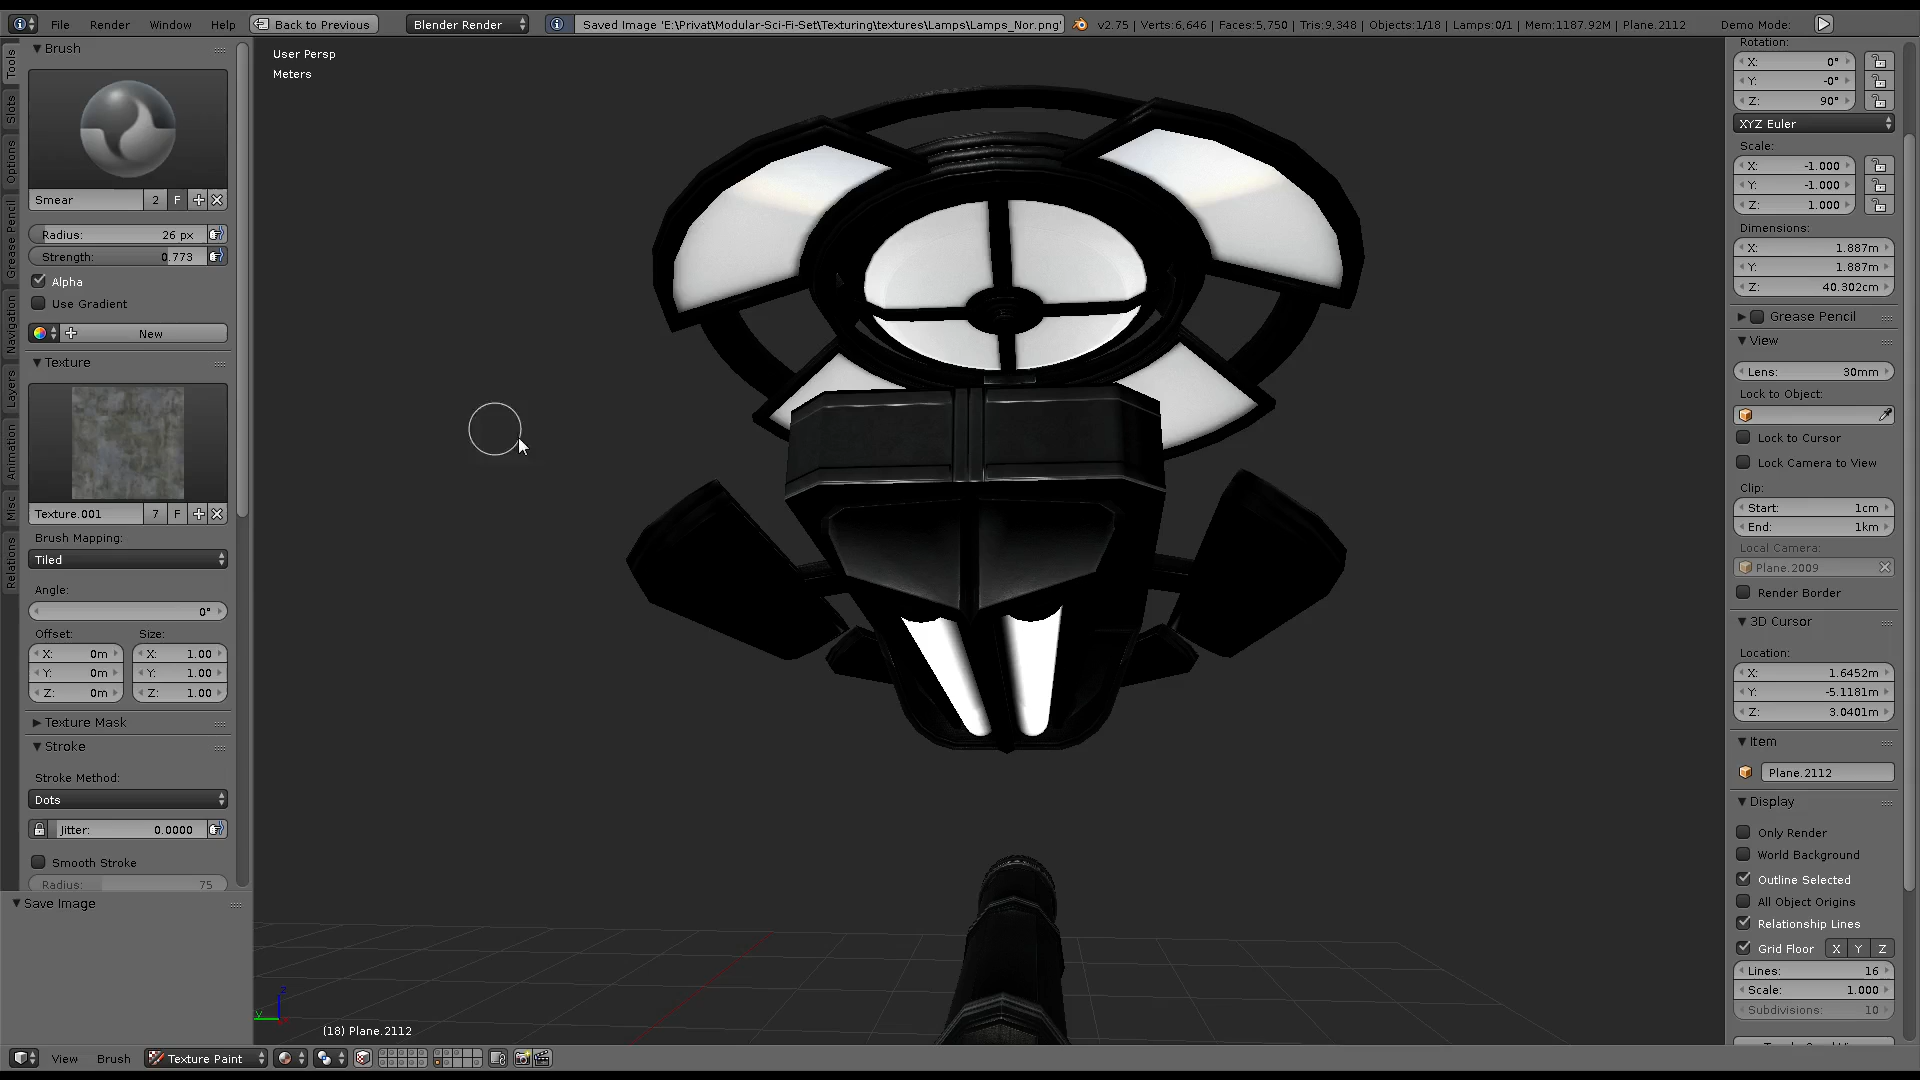 File Render Window Help Back to Previous Blender Render Saved Image 'E:\Privat\Modular-Sci-Fi-Set\Texturing\textures\Lamps\Lamps_Nor.png' v2.75 | Verts:6,646 | Faces:5,750 | Tris:9,348 | Objects:1/18 | Lamps:0/1 | Mem:1187.92M | Plane.2112 Demo Mode:
Tools
Slots
Options
Grease Pencil
Navigation
Layers
Animation
Misc
Relations
Brush
Smear 2 F
Radius: 26 px
Strength: 0.773
Alpha
Use Gradient
New
Texture
Texture.001 7 F
Brush Mapping:
Tiled
Angle:
0°
Offset: Size:
X: 0m X: 1.00
Y: 0m Y: 1.00
Z: 0m Z: 1.00
Texture Mask
Stroke
Stroke Method:
Dots
Jitter: 0.0000
Smooth Stroke
Radius: 75
Save Image
User Persp
Meters
z
y
(18) Plane.2112
Rotation:
X: 0°
Y: -0°
Z: 90°
XYZ Euler
Scale:
X: -1.000
Y: -1.000
Z: 1.000
Dimensions:
X: 1.887m
Y: 1.887m
Z: 40.302cm
Grease Pencil
View
Lens: 30mm
Lock to Object:
Lock to Cursor
Lock Camera to View
Clip:
Start: 1cm
End: 1km
Local Camera:
Plane.2009
Render Border
3D Cursor
Location:
X: 1.6452m
Y: -5.1181m
Z: 3.0401m
Item
Plane.2112
Display
Only Render
World Background
Outline Selected
All Object Origins
Relationship Lines
Grid Floor X Y Z
Lines: 16
Scale: 1.000
Subdivisions: 10
View Brush Texture Paint